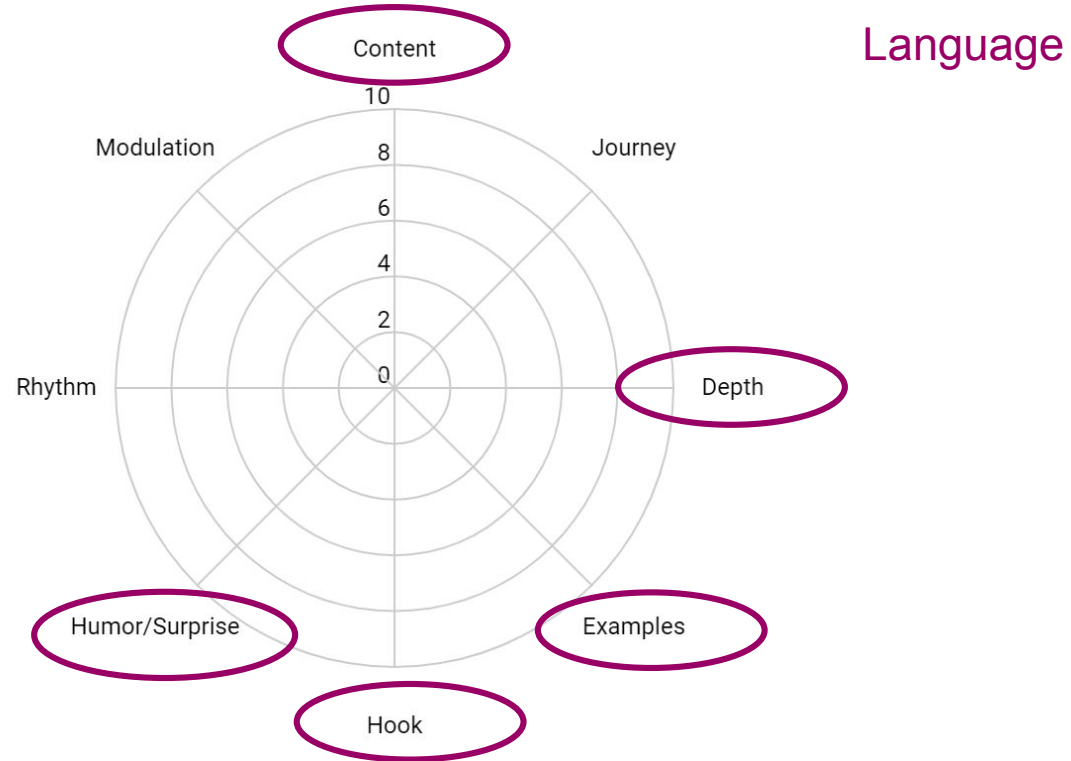 Language
Content
10
Modulation
8
Journey
6
4
2
0
Rhythm
Depth
Humor/Surprise
Examples
Hook